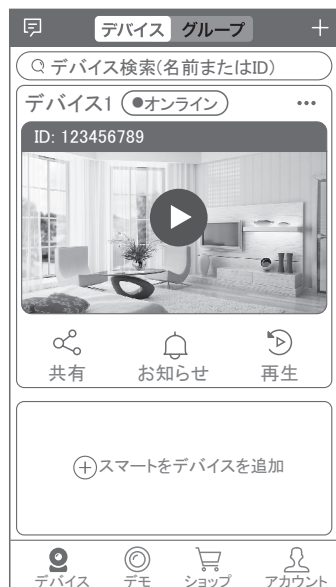 デバイス グループ
デバイス検索(名前またはID)
デバイス1 ●オンライン
ID: 123456789
共有 お知らせ 再生
スマートをデバイスを追加
デバイス デモ ショップ アカウント